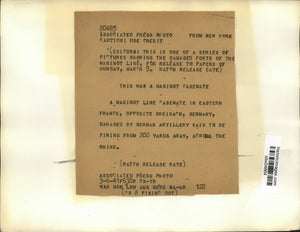 20485
ASSOCIATED PRESS PHOTO FROM NEW YORK
CAUTION: USE CREDIT
(EDITORS: THIS IS ONE OF A SERIES OF
PICTURES SHOWING THE DAMAGED FORTS OF THE
MAGINOT LINE, FOR RELEASE TO PAPERS OF
SUNDAY, MARCH 9. WATCH RELEASE DATE)
THIS WAS A MAGINOT CASEMATE
A MAGINOT LINE CASEMATE IN EASTERN
FRANCE, OPPOSITE BREISACH, GERMANY,
DAMAGED BY GERMAN ARTILLERY SAID TO BE
FIRING FROM 200 YARDS AWAY, ACROSS THE
RHINE.
(WATCH RELEASE DATE)
ASSOCIATED PRESS PHOTO
122